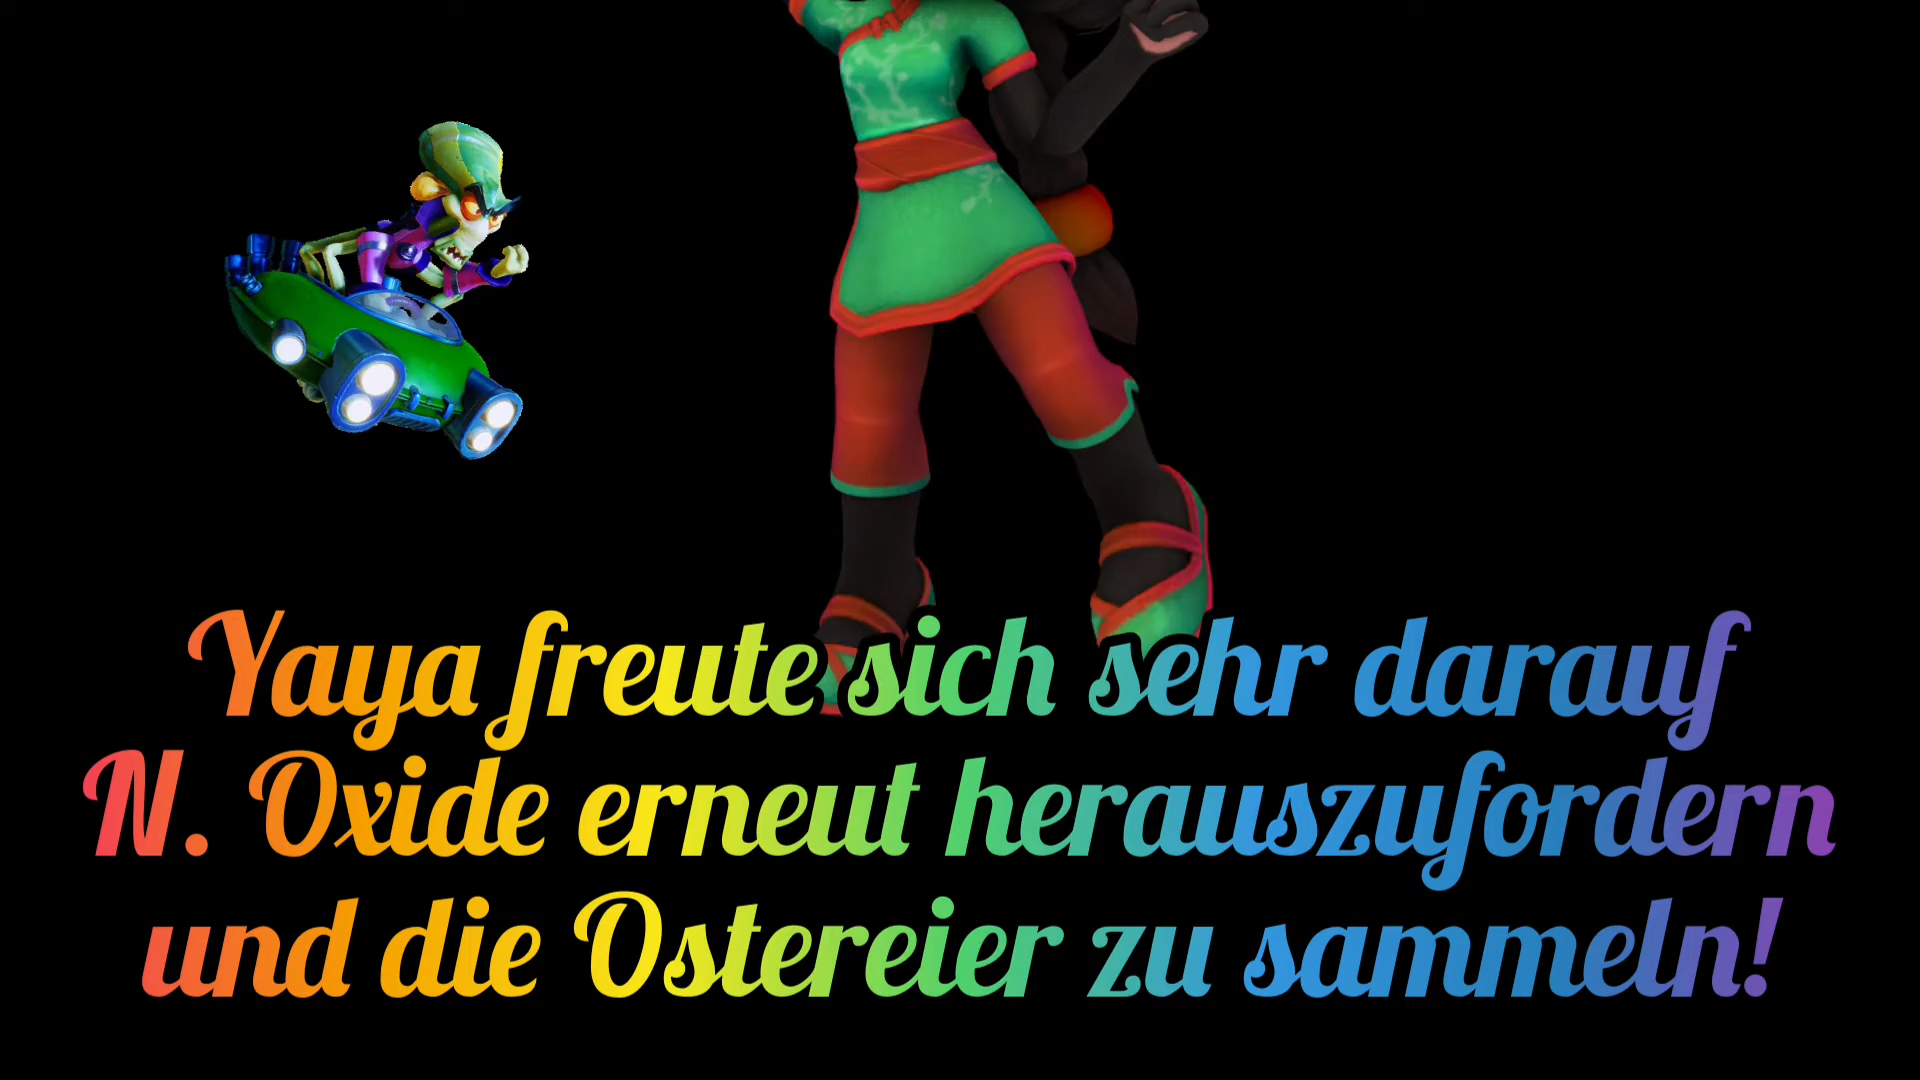 Yaya freute sich sehr darauf
N. Oxide erneut herauszufordern
und die Ostereier zu sammeln!